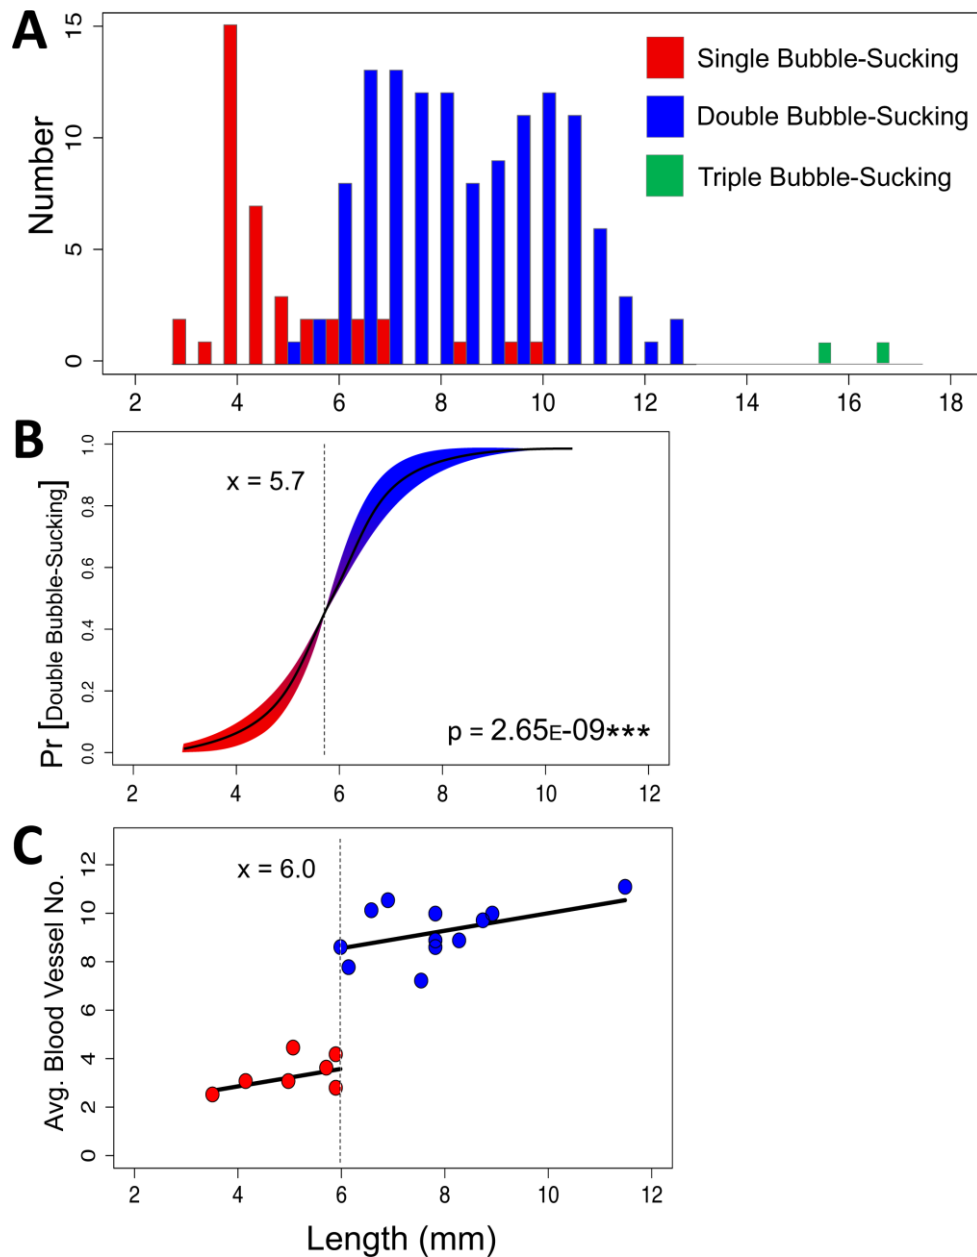 A
Number
15
10
5
0
Single Bubble-Sucking
Double Bubble-Sucking
Triple Bubble-Sucking
2 4 6 8 10 12 14 16 18
B
Pr [Double Bubble-Sucking]
1.0
0.8
0.6
0.4
0.2
0.0
x = 5.7
p = 2.65E-09***
2 4 6 8 10 12
C
Avg. Blood Vessel No.
12
10
8
6
4
2
0
x = 6.0
2 4 6 8 10 12
Length (mm)